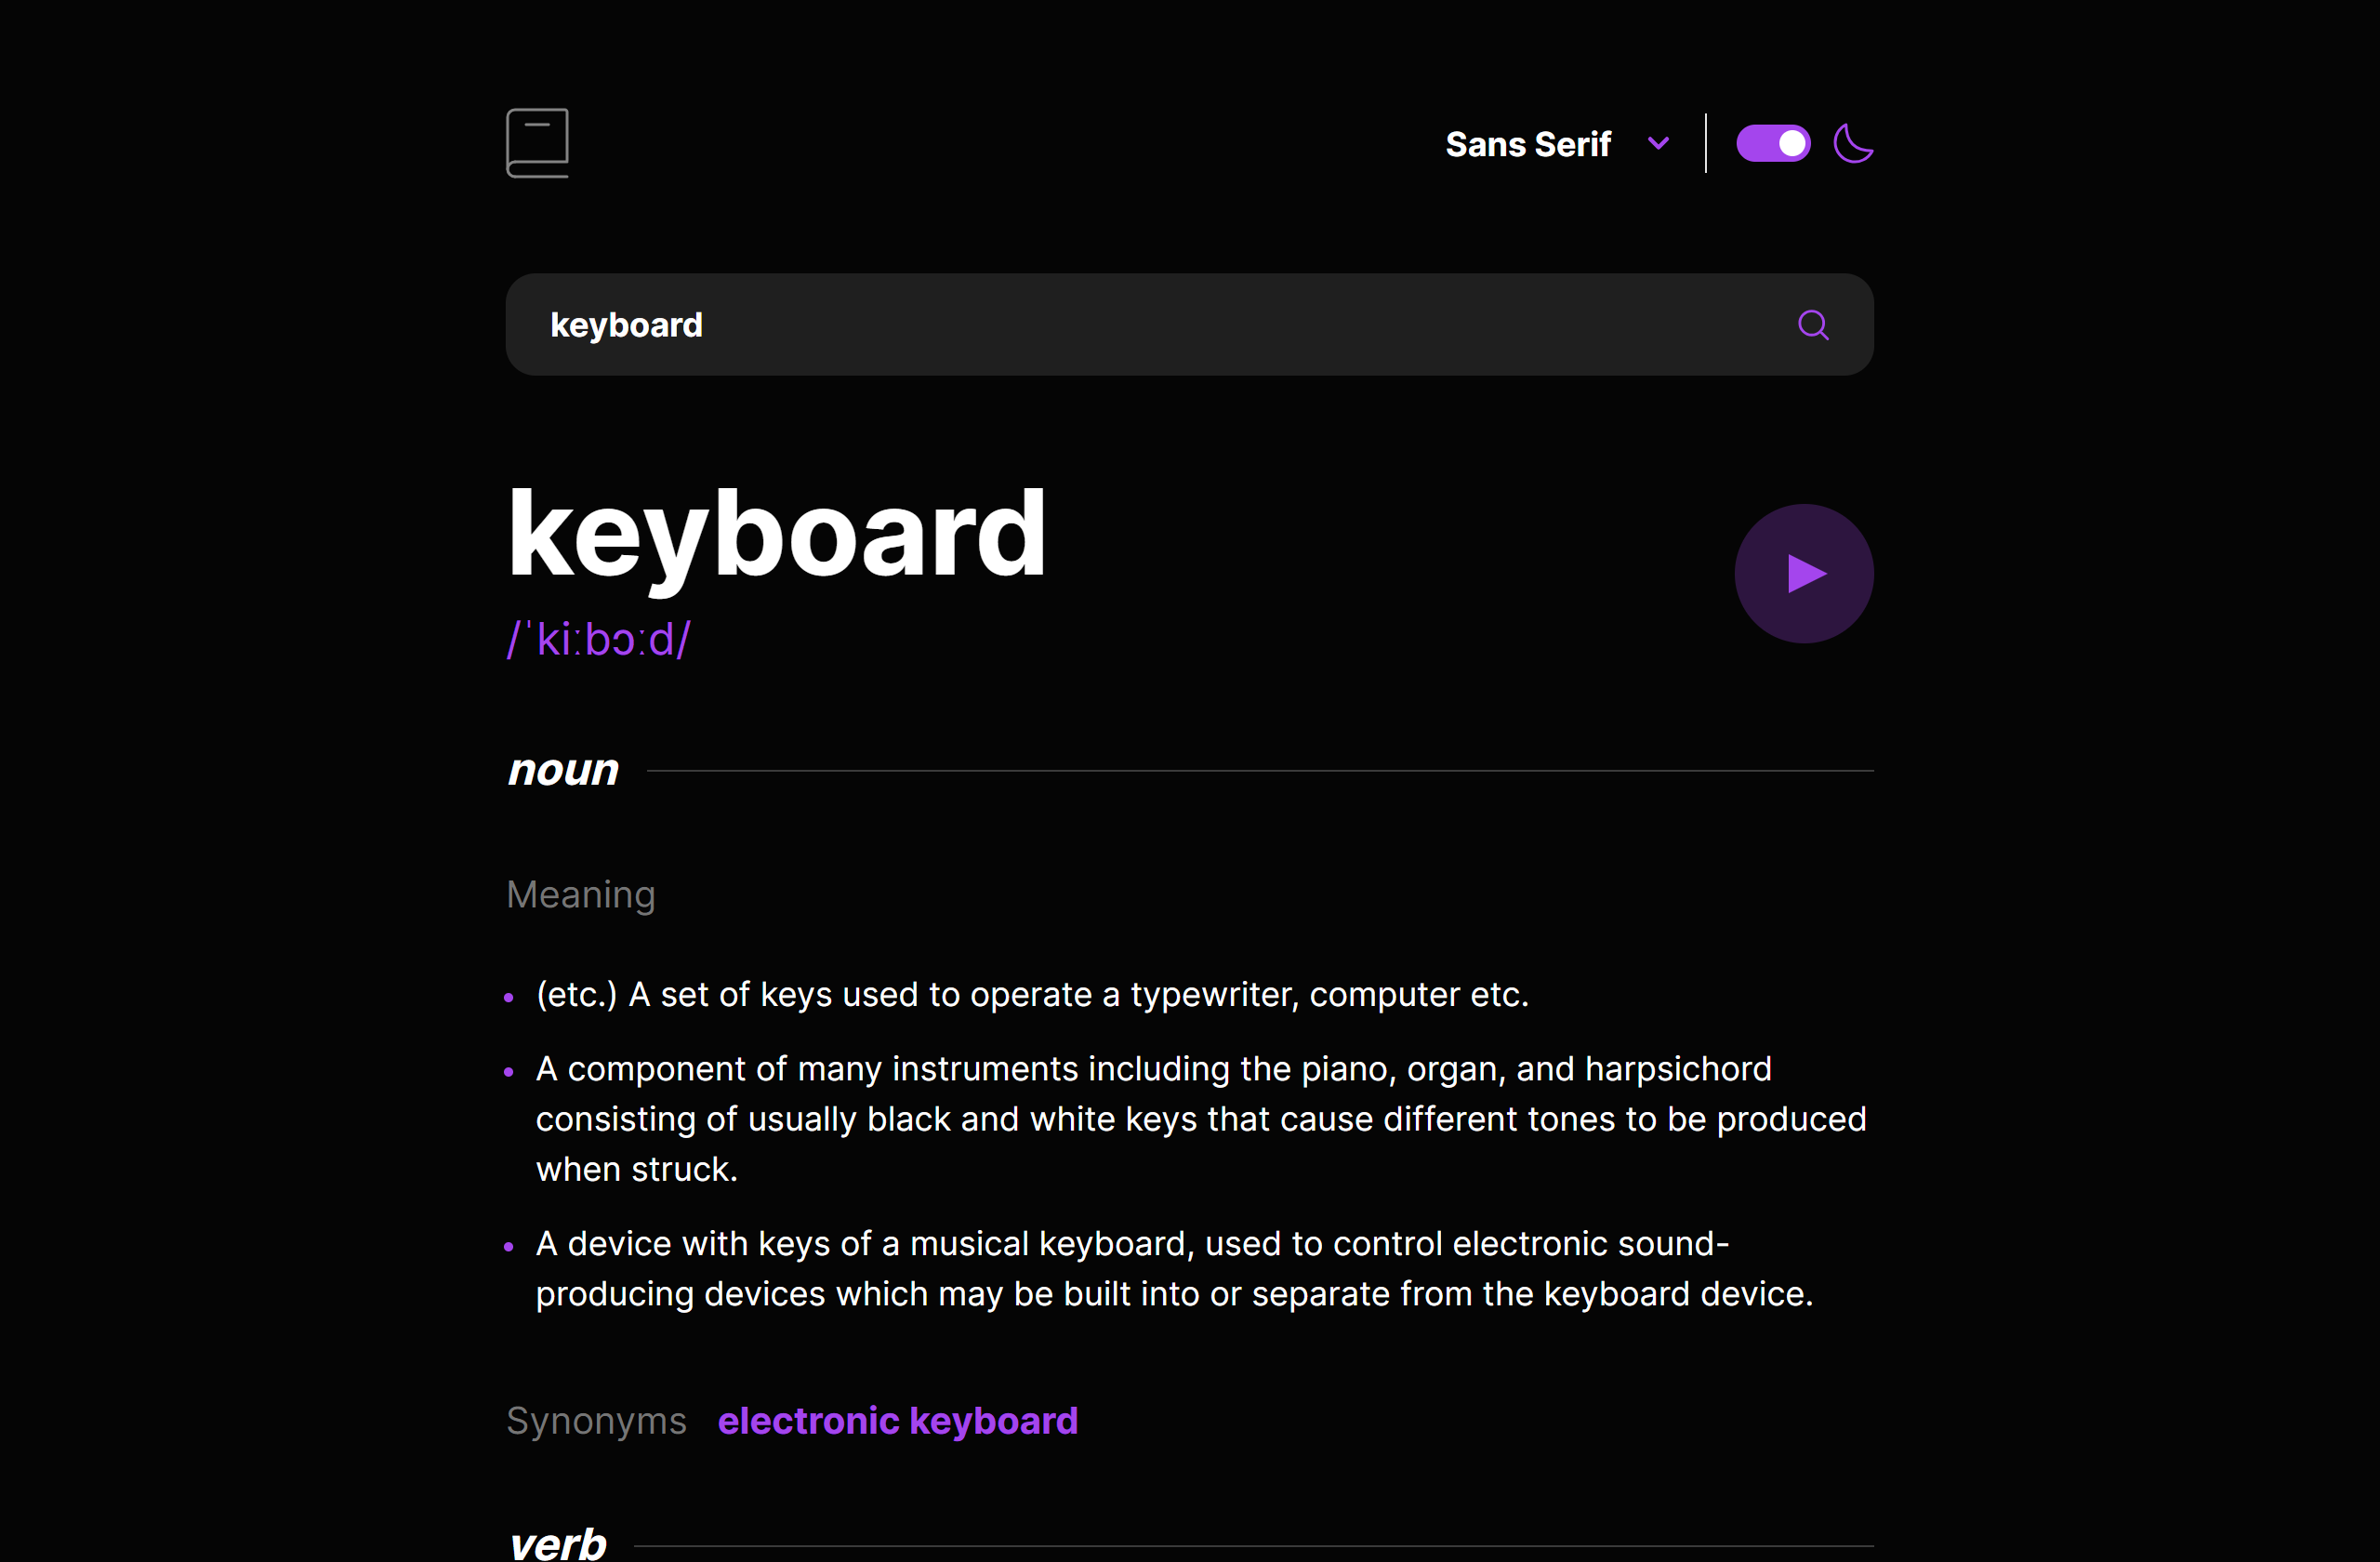 Sans Serif
keyboard
keyboard
/ˈkiːbɔːd/
noun
Meaning
(etc.) A set of keys used to operate a typewriter, computer etc.
A component of many instruments including the piano, organ, and harpsichord
consisting of usually black and white keys that cause different tones to be produced
when struck.
A device with keys of a musical keyboard, used to control electronic sound-
producing devices which may be built into or separate from the keyboard device.
Synonyms electronic keyboard
verb